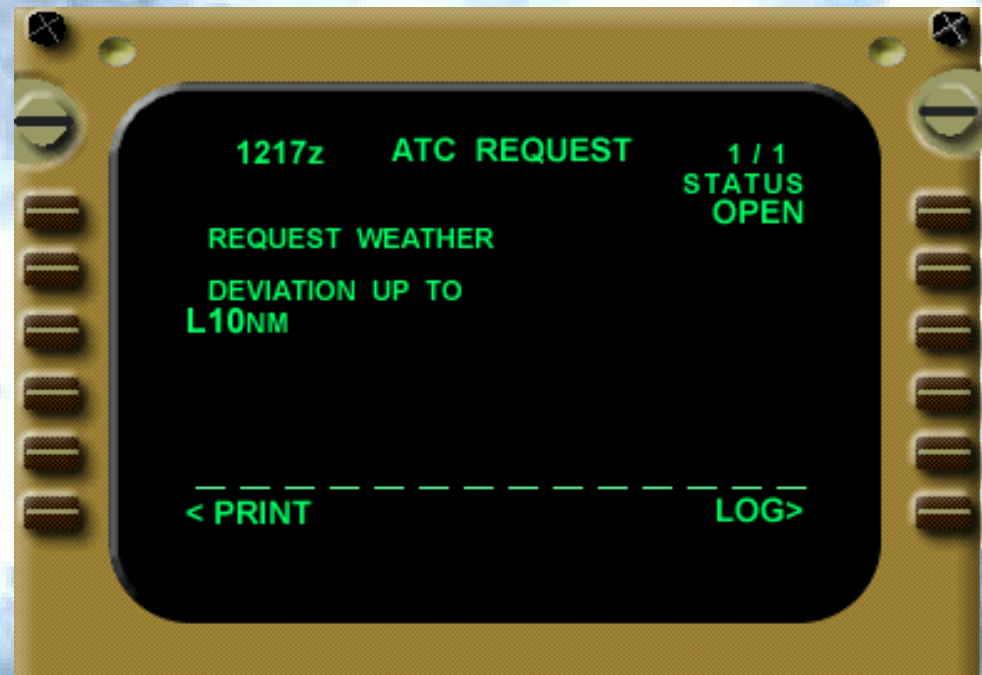 1217z ATC REQUEST 1 / 1
STATUS
OPEN
REQUEST WEATHER
DEVIATION UP TO
L10NM
< PRINT LOG>